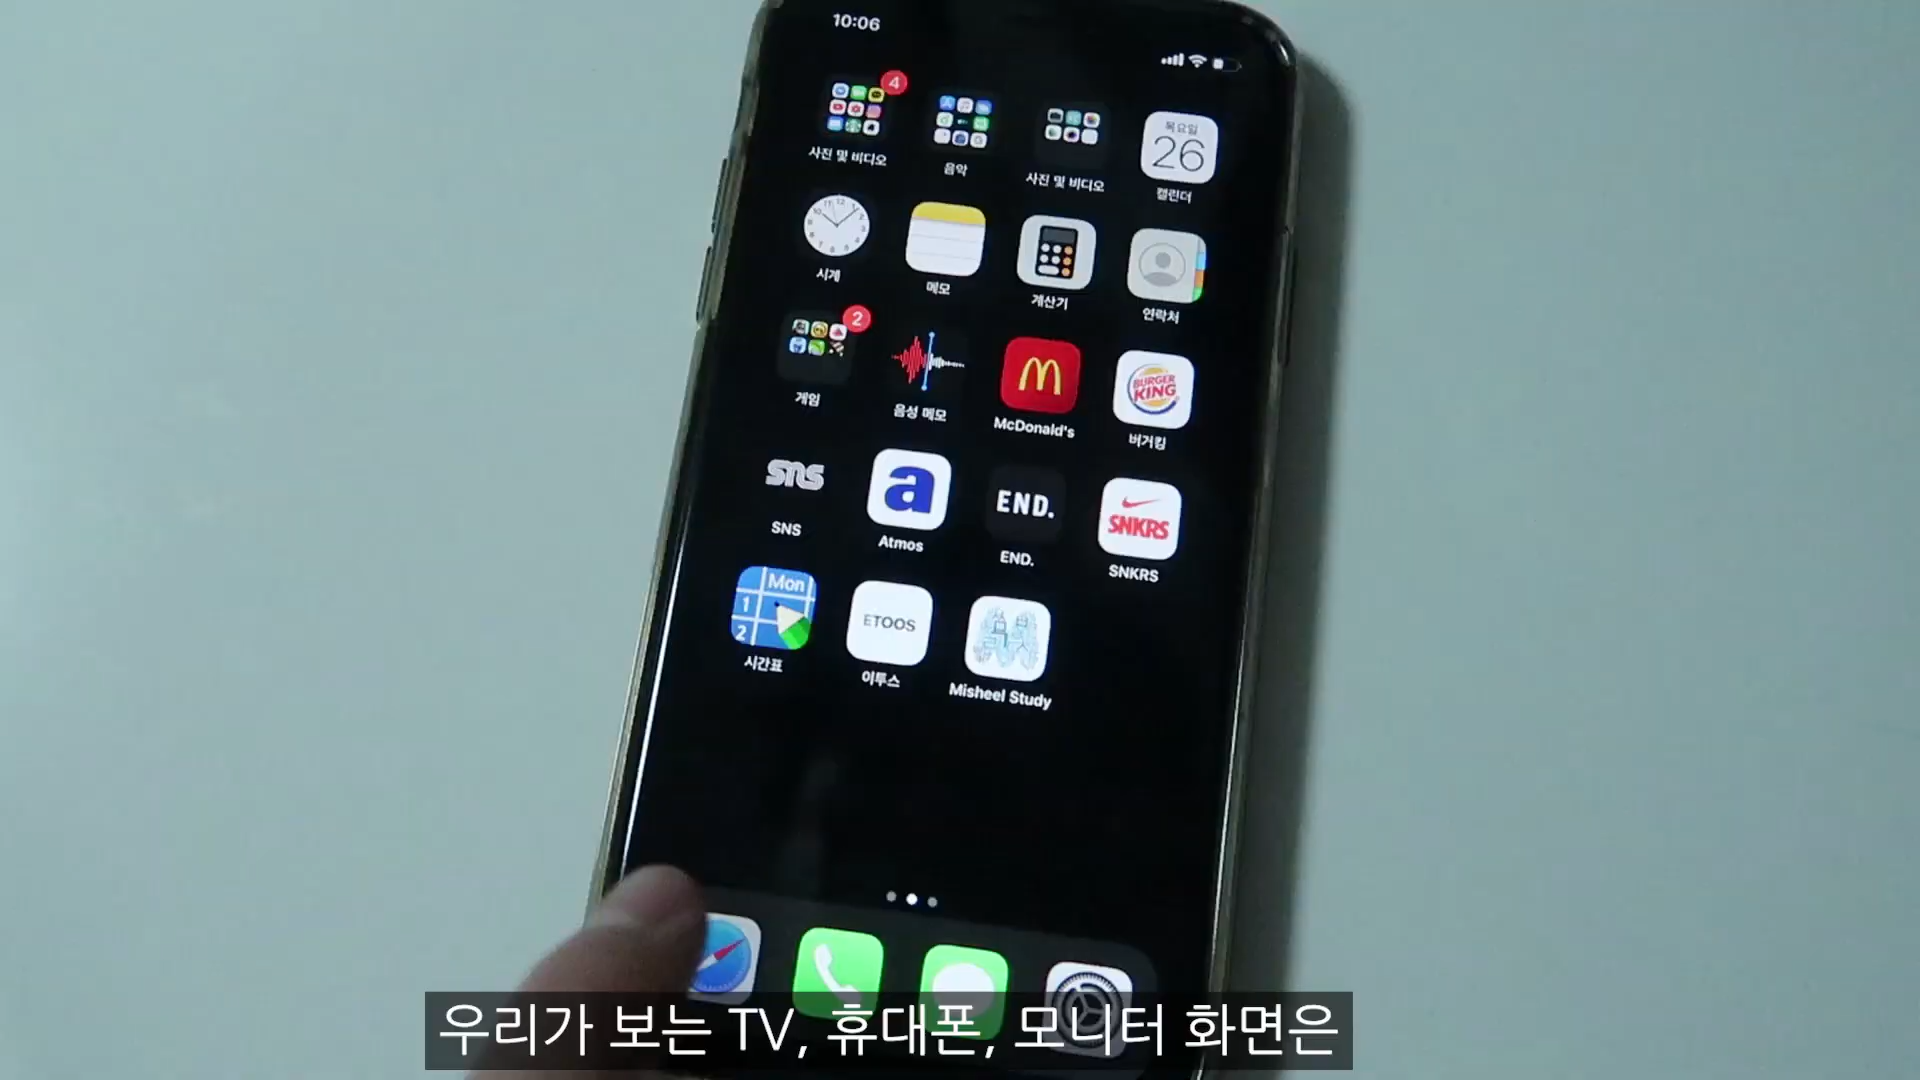 10:06
4
사진 및 비디오
음악
사진 및 비디오
목요일
26
캘린더
시계
메모
계산기
연락처
2
게임
음성 메모
McDonald's
BURGER
KING
버거킹
sns
SNS
a
Atmos
END.
END.
SNKRS
SNKRS
Mon
1
2
시간표
ETOOS
이투스
Misheel Study
우리가 보는 TV, 휴대폰, 모니터 화면은